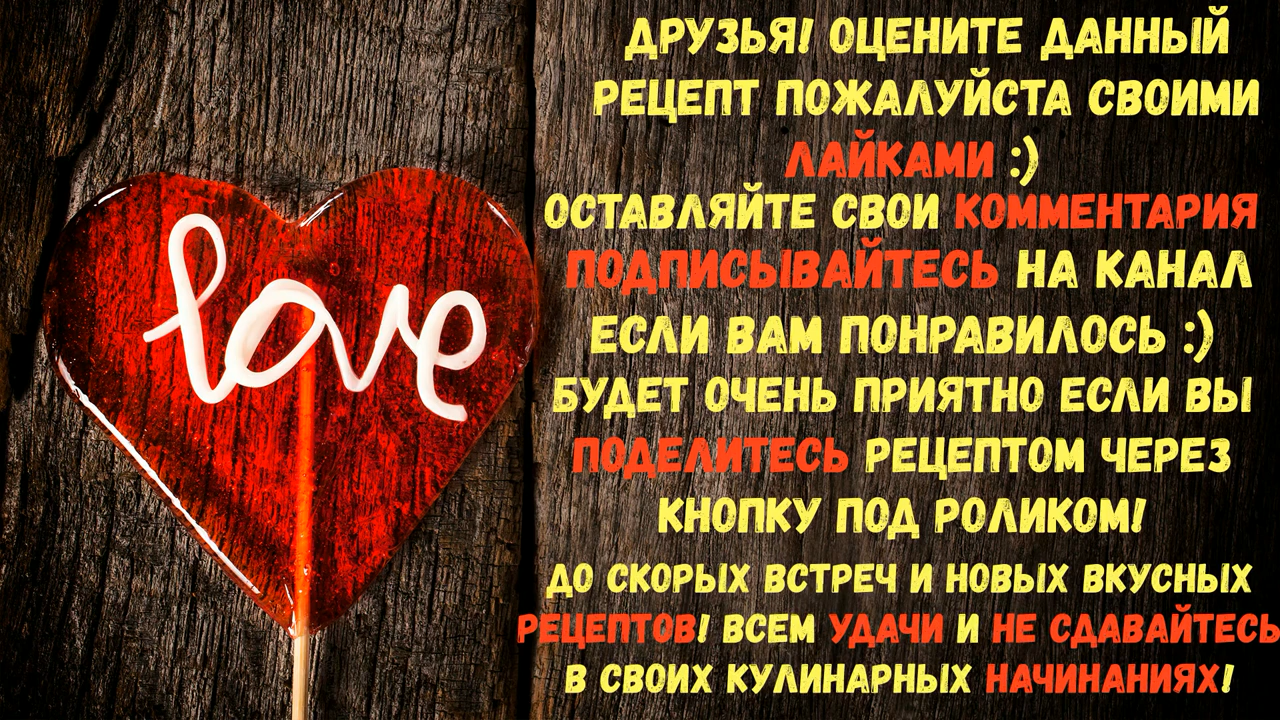 love
ДРУЗЬЯ! ОЦЕНИТЕ ДАННЫЙ
РЕЦЕПТ ПОЖАЛУЙСТА СВОИМИ
ЛАЙКАМИ :)
ОСТАВЛЯЙТЕ СВОИ КОММЕНТАРИЯ
ПОДПИСЫВАЙТЕСЬ НА КАНАЛ
ЕСЛИ ВАМ ПОНРАВИЛОСЬ :)
БУДЕТ ОЧЕНЬ ПРИЯТНО ЕСЛИ ВЫ
ПОДЕЛИТЕСЬ РЕЦЕПТОМ ЧЕРЕЗ
КНОПКУ ПОД РОЛИКОМ!
ДО СКОРЫХ ВСТРЕЧ И НОВЫХ ВКУСНЫХ
РЕЦЕПТОВ! ВСЕМ УДАЧИ И НЕ СДАВАЙТЕСЬ
В СВОИХ КУЛИНАРНЫХ НАЧИНАНИЯХ!